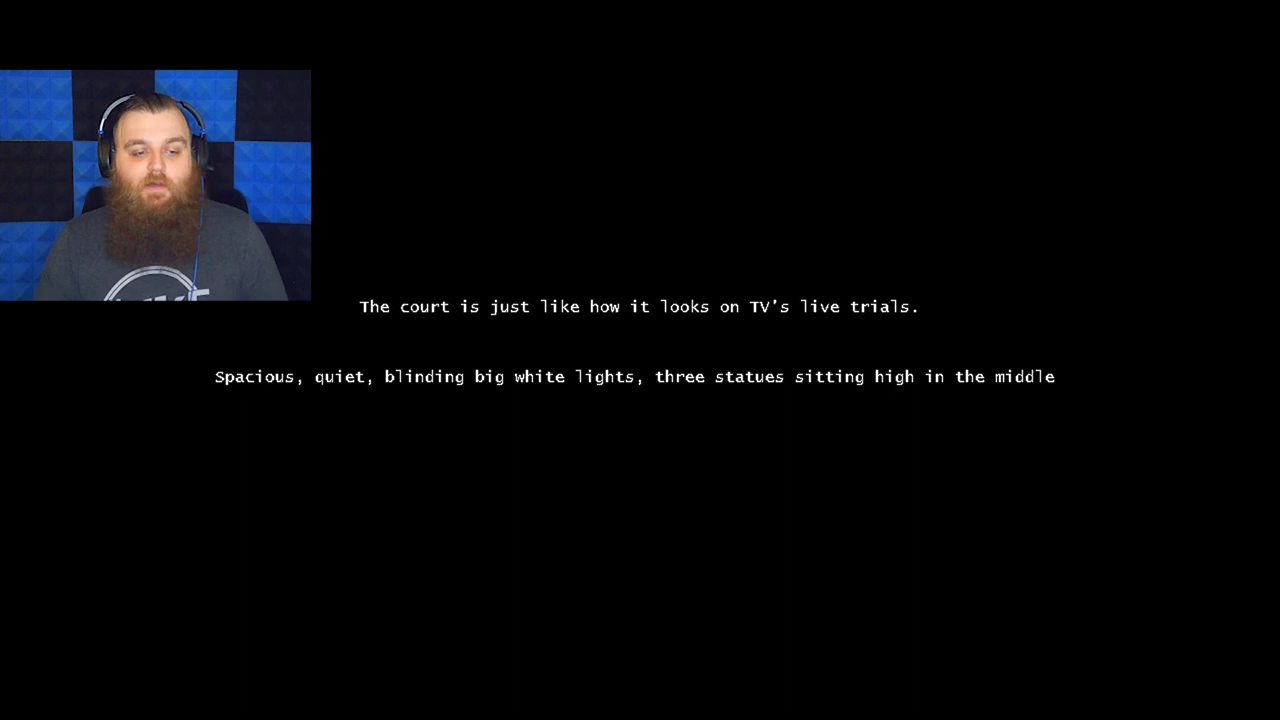 The court is just like how it looks on TV's live trials.
Spacious, quiet, blinding big white lights, three statues sitting high in the middle